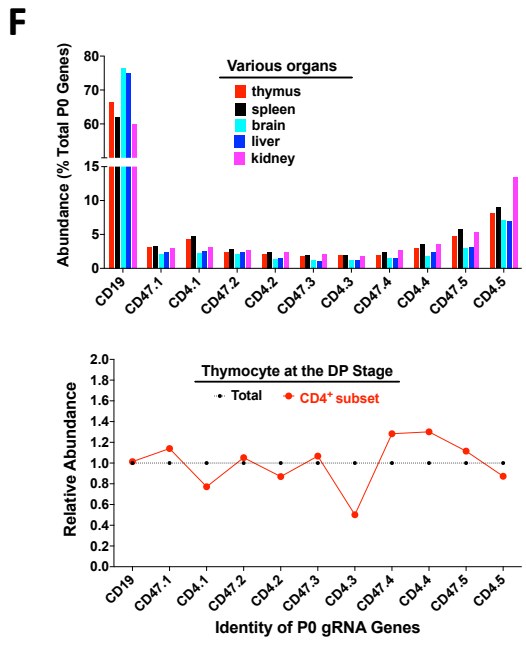 F
Abundance (% Total P0 Genes)
80
60
40
15
10
5
0
Various organs
thymus
spleen
brain
liver
kidney
CD19
CD47.1
CD4.1
CD47.2
CD4.2
CD47.3
CD4.3
CD47.4
CD4.4
CD47.5
CD4.5
Relative Abundance
2.0
1.8
1.6
1.4
1.2
1.0
0.8
0.6
0.4
0.2
0.0
Thymocyte at the DP Stage
Total
CD4+ subset
CD19
CD47.1
CD4.1
CD47.2
CD4.2
CD47.3
CD4.3
CD47.4
CD4.4
CD47.5
CD4.5
Identity of P0 gRNA Genes